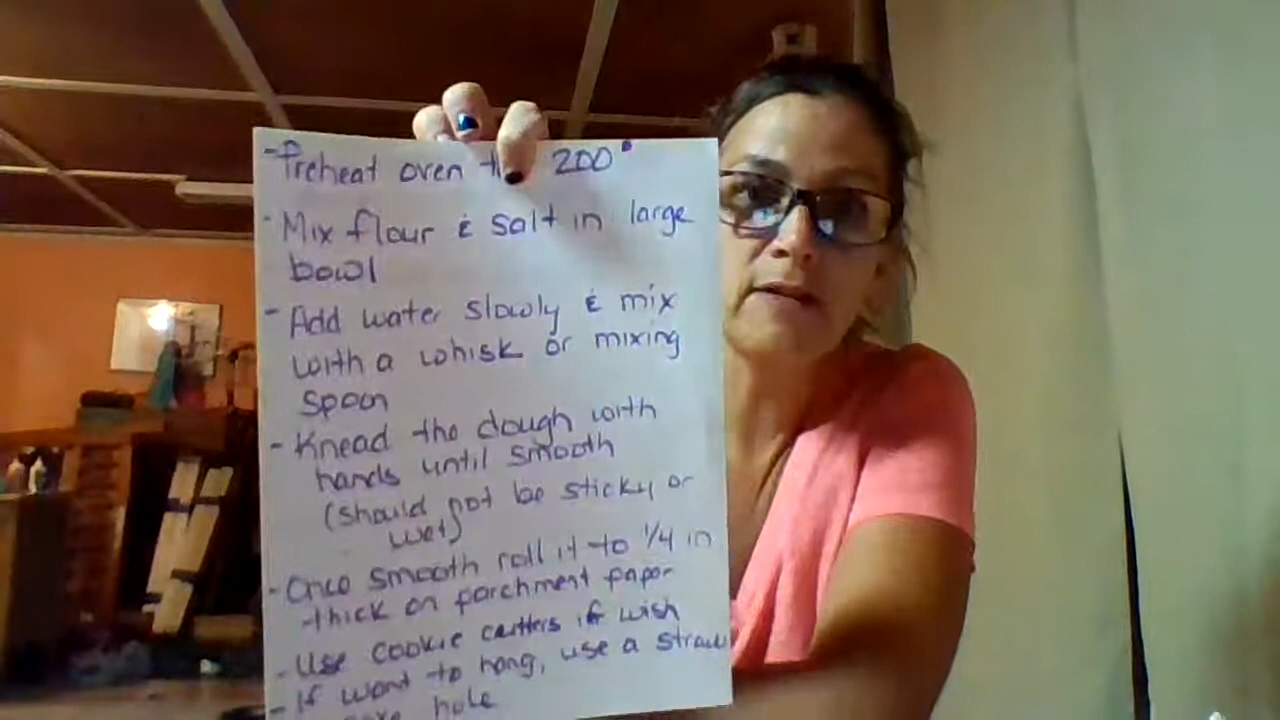 - Preheat oven 200°
- Mix flour & salt in large
bowl
- Add water slowly & mix
with a whisk or mixing
spoon
- Knead the dough with
hands until smooth
(should not be sticky or
wet)
- Once smooth roll it to 1/4 in
thick on parchment paper
- Use cookie cutters if wish
- If want to hang, use a straw
hole